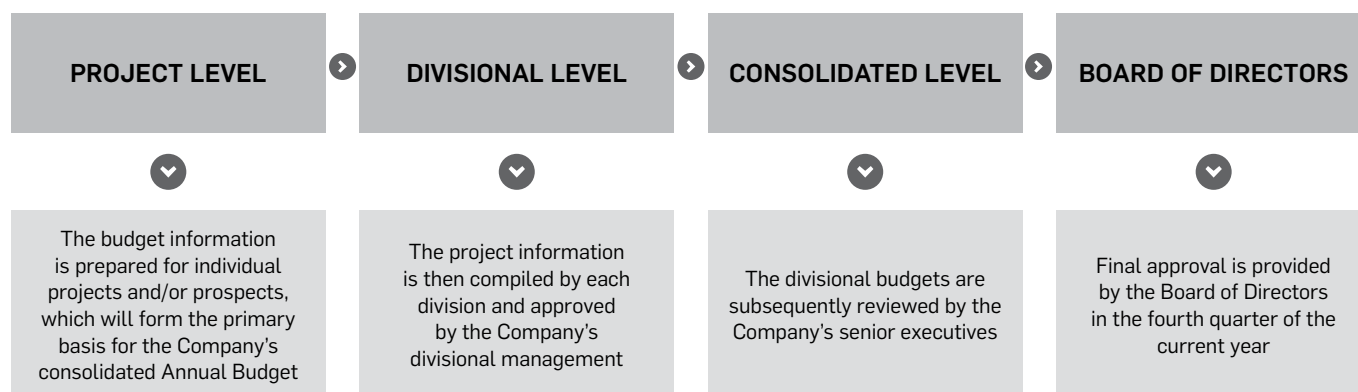 PROJECT LEVEL
DIVISIONAL LEVEL
CONSOLIDATED LEVEL
BOARD OF DIRECTORS
The budget information
is prepared for individual
projects and/or prospects,
which will form the primary
basis for the Company’s
consolidated Annual Budget
The project information
is then compiled by each
division and approved
by the Company’s
divisional management
The divisional budgets are
subsequently reviewed by the
Company’s senior executives
Final approval is provided
by the Board of Directors
in the fourth quarter of the
current year